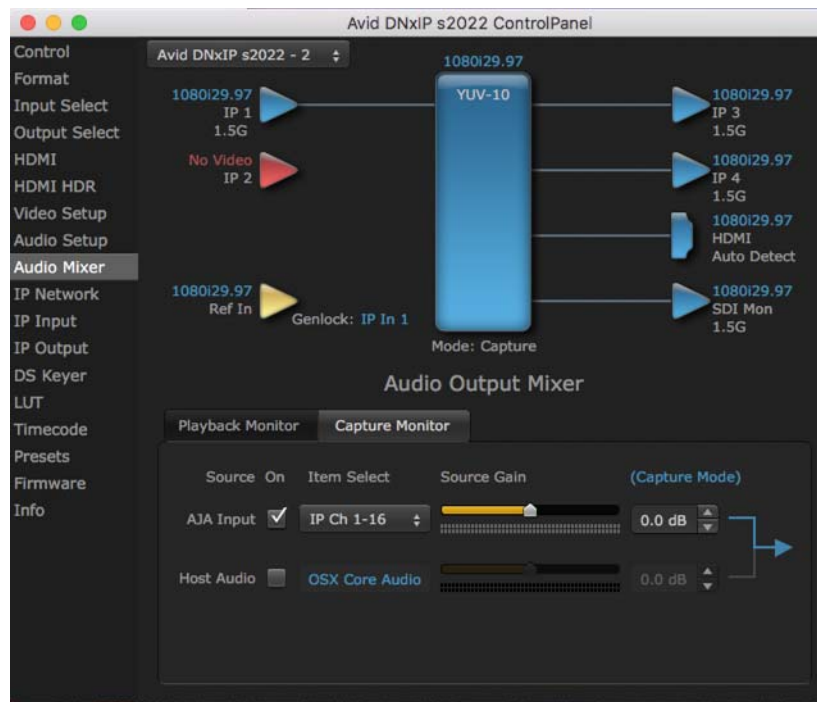 Avid DNxIP s2022 ControlPanel
Control
Format
Input Select
Output Select
HDMI
HDMI HDR
Video Setup
Audio Setup
Audio Mixer
IP Network
IP Input
IP Output
DS Keyer
LUT
Timecode
Presets
Firmware
Info
Avid DNxIP s2022 - 2
1080i29.97
YUV-10
1080i29.97
IP 1
1.5G
No Video
IP 2
1080i29.97
Ref In
Genlock: IP In 1
Mode: Capture
1080i29.97
IP 3
1.5G
1080i29.97
IP 4
1.5G
1080i29.97
HDMI
Auto Detect
1080i29.97
SDI Mon
1.5G
Audio Output Mixer
Playback Monitor Capture Monitor
Source On Item Select Source Gain (Capture Mode)
AJA Input IP Ch 1-16 0.0 dB
Host Audio OSX Core Audio 0.0 dB